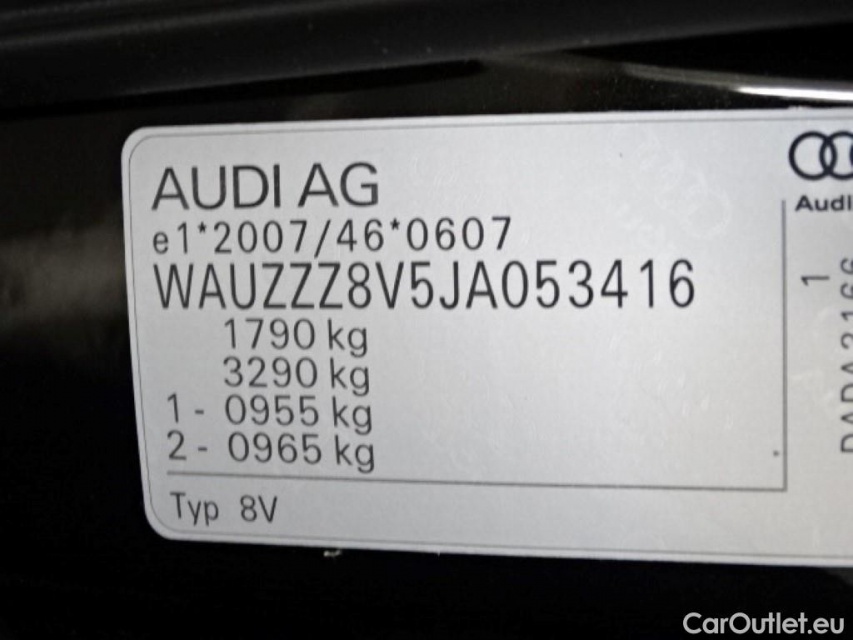 AUDI AG
e1*2007/46*0607
WAUZZZ8V5JA053416
1790 kg
3290 kg
1 - 0955 kg
2 - 0965 kg
Typ 8V
Audi
1
CarOutlet.eu